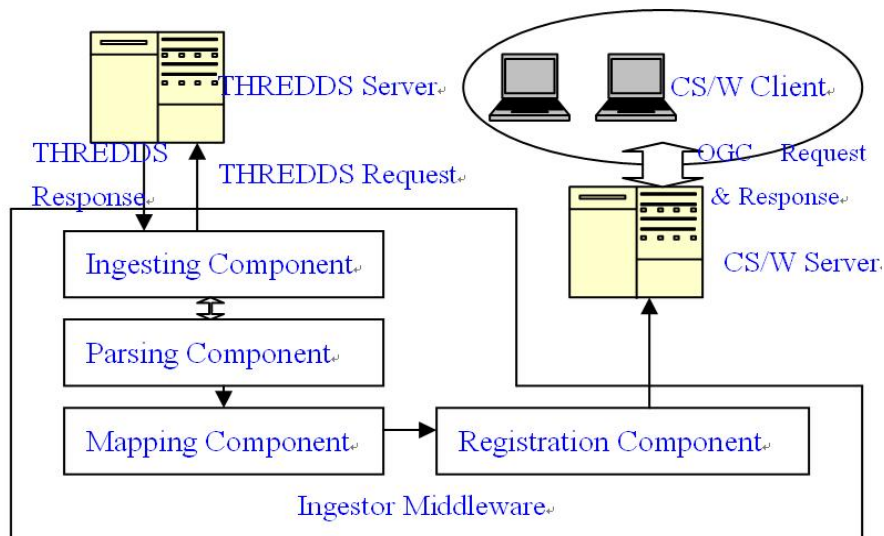 THREDDS Server
CS/W Client
THREDDS
Response
THREDDS Request
OGC Request
& Response
CS/W Server
Ingesting Component
Parsing Component
Mapping Component
Registration Component
Ingestor Middleware